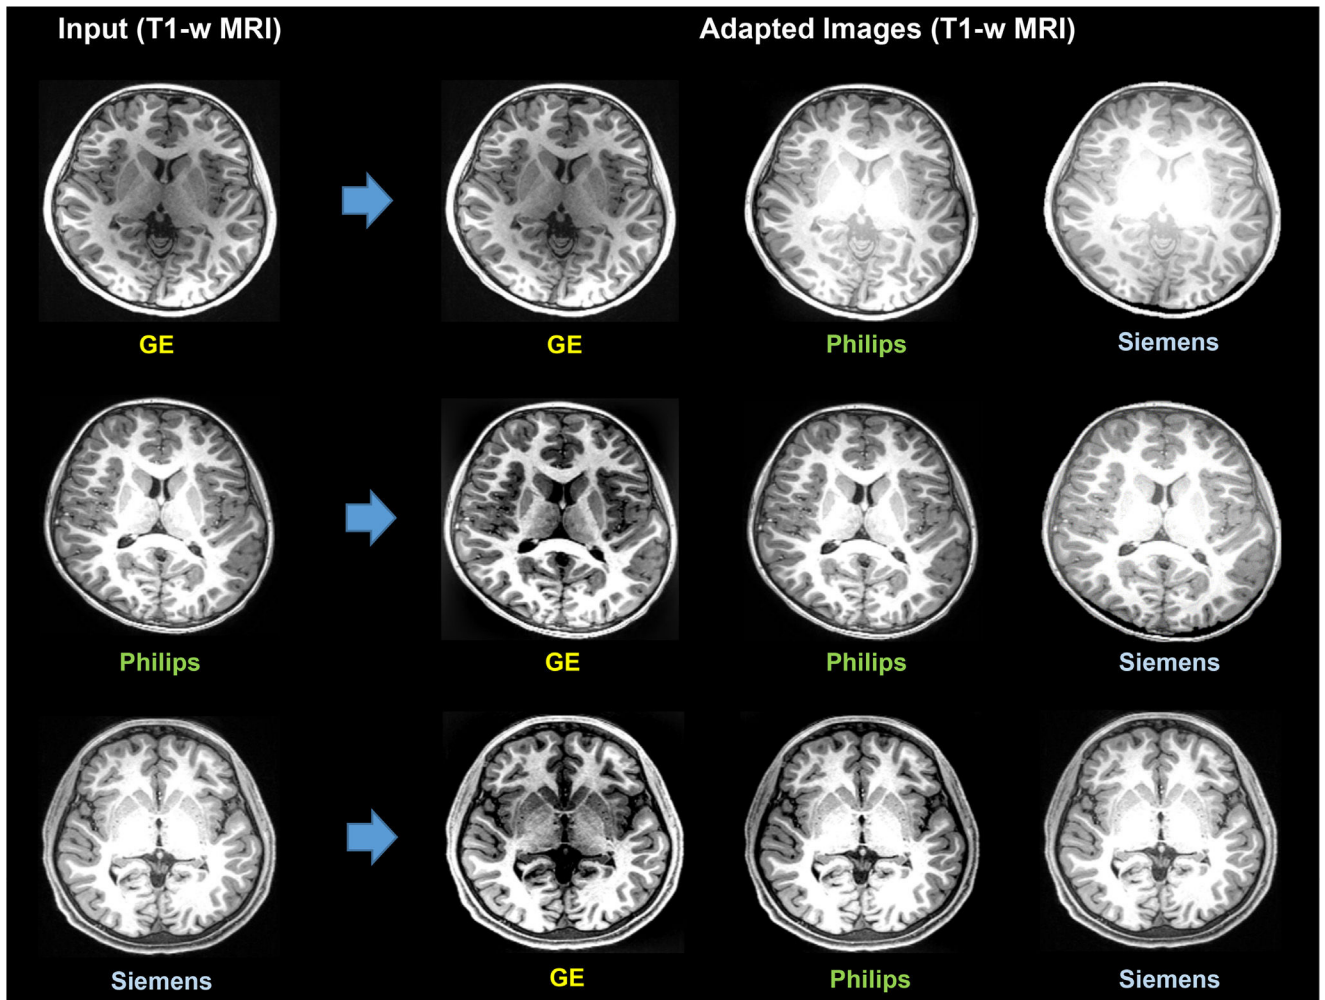 Input (T1-w MRI)
Adapted Images (T1-w MRI)
GE
GE
Philips
Siemens
Philips
GE
Philips
Siemens
Siemens
GE
Philips
Siemens